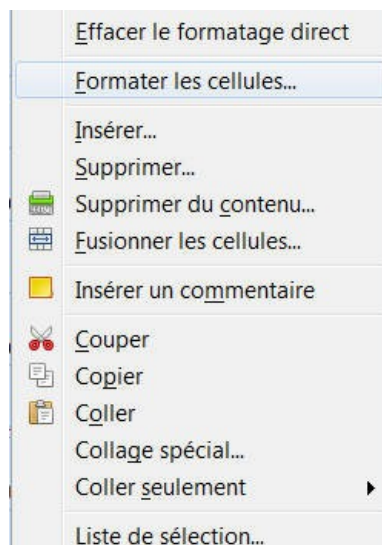 Effacer le formatage direct
Formater les cellules...
Insérer...
Supprimer...
Supprimer du contenu...
Fusionner les cellules...
Insérer un commentaire
Couper
Copier
Coller
Collage spécial...
Coller seulement
Liste de sélection...